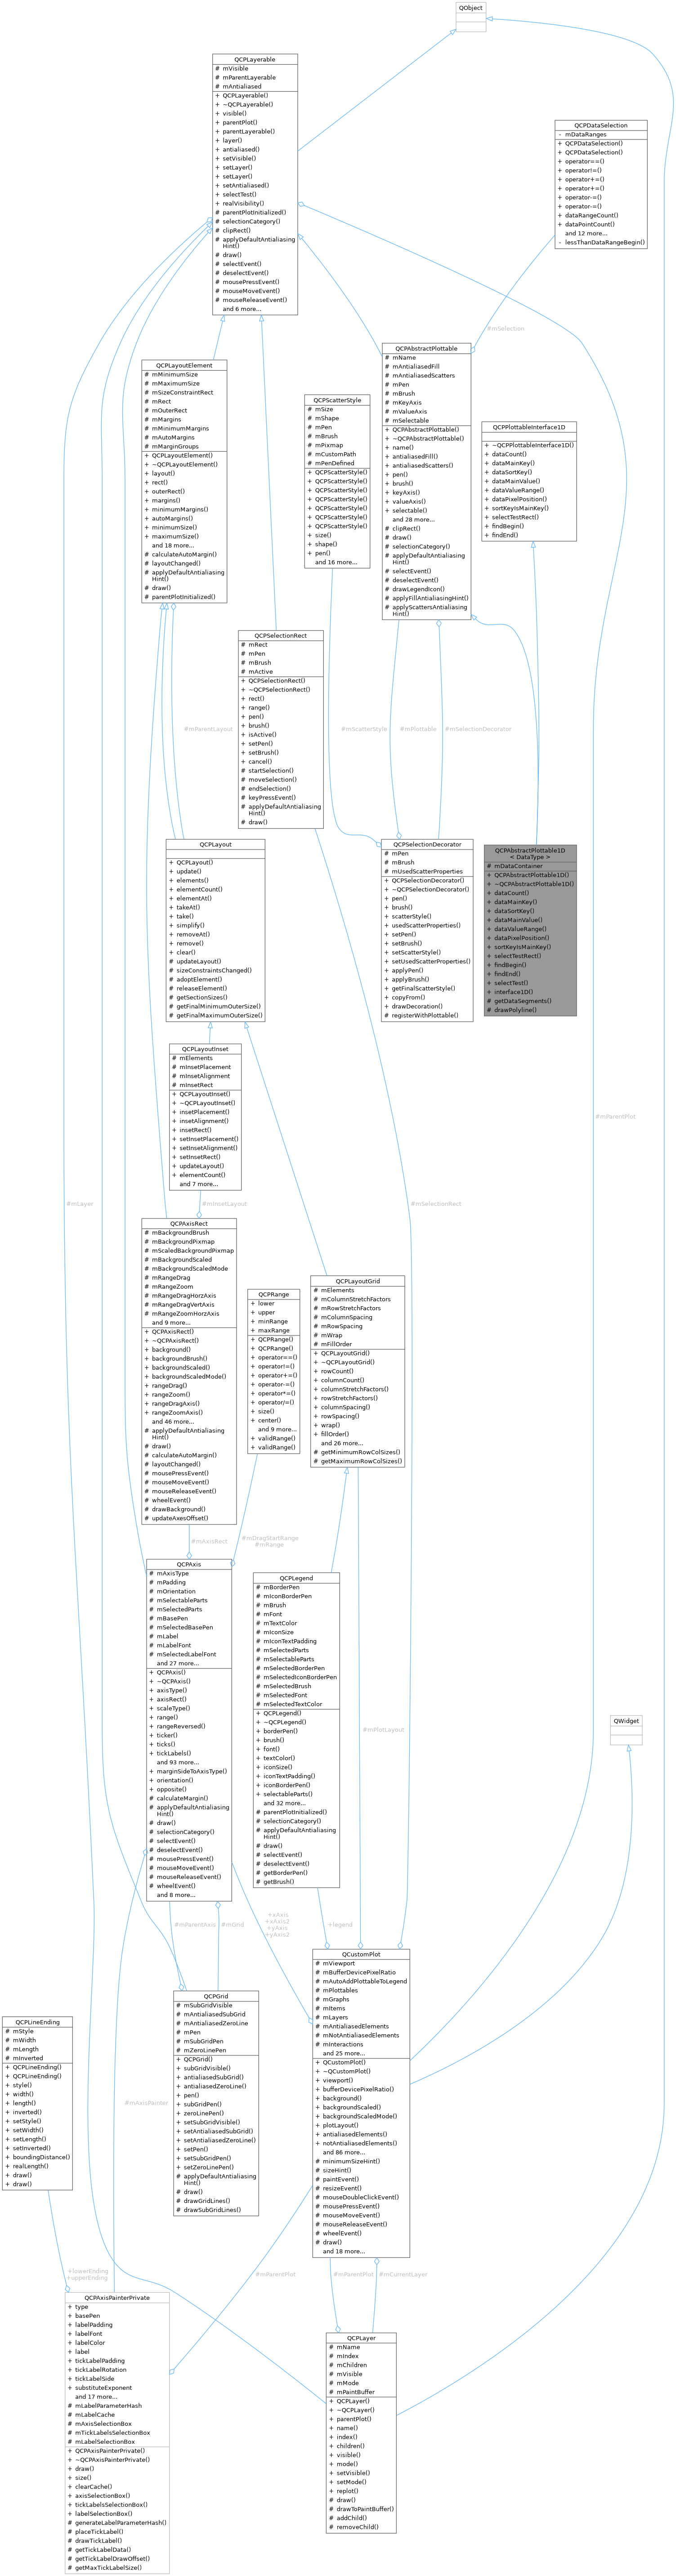 QObject
QCPLayerable
# mVisible
# mParentLayerable
# mAntialiased
+ QCPLayerable()
+ ~QCPLayerable()
+ visible()
+ parentPlot()
+ parentLayerable()
+ layer()
+ antialiased()
+ setVisible()
+ setLayer()
+ setLayer()
+ setAntialiased()
+ selectTest()
+ realVisibility()
# parentPlotInitialized()
# selectionCategory()
# clipRect()
# applyDefaultAntialiasing
Hint()
# draw()
# selectEvent()
# deselectEvent()
# mousePressEvent()
# mouseMoveEvent()
# mouseReleaseEvent()
and 6 more...
QCPDataSelection
- mDataRanges
+ QCPDataSelection()
+ QCPDataSelection()
+ operator==()
+ operator!=()
+ operator+=()
+ operator+=()
+ operator-=()
+ operator-=()
+ dataRangeCount()
+ dataPointCount()
and 12 more...
- lessThanDataRangeBegin()
#mSelection
QCPLayoutElement
# mMinimumSize
# mMaximumSize
# mSizeConstraintRect
# mRect
# mOuterRect
# mMargins
# mMinimumMargins
# mAutoMargins
# mMarginGroups
+ QCPLayoutElement()
+ ~QCPLayoutElement()
+ layout()
+ rect()
+ outerRect()
+ margins()
+ minimumMargins()
+ autoMargins()
+ minimumSize()
+ maximumSize()
and 18 more...
# calculateAutoMargin()
# layoutChanged()
# applyDefaultAntialiasing
Hint()
# draw()
# parentPlotInitialized()
QCPScatterStyle
# mSize
# mShape
# mPen
# mBrush
# mPixmap
# mCustomPath
# mPenDefined
+ QCPScatterStyle()
+ QCPScatterStyle()
+ QCPScatterStyle()
+ QCPScatterStyle()
+ QCPScatterStyle()
+ QCPScatterStyle()
+ QCPScatterStyle()
+ size()
+ shape()
+ pen()
and 16 more...
QCPAbstractPlottable
# mName
# mAntialiasedFill
# mAntialiasedScatters
# mPen
# mBrush
# mKeyAxis
# mValueAxis
# mSelectable
+ QCPAbstractPlottable()
+ ~QCPAbstractPlottable()
+ name()
+ antialiasedFill()
+ antialiasedScatters()
+ pen()
+ brush()
+ keyAxis()
+ valueAxis()
+ selectable()
and 28 more...
# clipRect()
# draw()
# selectionCategory()
# applyDefaultAntialiasing
Hint()
# selectEvent()
# deselectEvent()
# drawLegendIcon()
# applyFillAntialiasingHint()
# applyScattersAntialiasing
Hint()
QCPPlottableInterface1D
+ ~QCPPlottableInterface1D()
+ dataCount()
+ dataMainKey()
+ dataSortKey()
+ dataMainValue()
+ dataValueRange()
+ dataPixelPosition()
+ sortKeyIsMainKey()
+ selectTestRect()
+ findBegin()
+ findEnd()
QCPSelectionRect
# mRect
# mPen
# mBrush
# mActive
+ QCPSelectionRect()
+ ~QCPSelectionRect()
+ rect()
+ range()
+ pen()
+ brush()
+ isActive()
+ setPen()
+ setBrush()
+ cancel()
# startSelection()
# moveSelection()
# endSelection()
# keyPressEvent()
# applyDefaultAntialiasing
Hint()
# draw()
#mParentLayout
#mScatterStyle
#mPlottable
#mSelectionDecorator
QCPLayout
+ QCPLayout()
+ update()
+ elements()
+ elementCount()
+ elementAt()
+ takeAt()
+ take()
+ simplify()
+ removeAt()
+ remove()
+ clear()
# updateLayout()
# sizeConstraintsChanged()
# adoptElement()
# releaseElement()
# getSectionSizes()
# getFinalMinimumOuterSize()
# getFinalMaximumOuterSize()
QCPSelectionDecorator
# mPen
# mBrush
# mUsedScatterProperties
+ QCPSelectionDecorator()
+ ~QCPSelectionDecorator()
+ pen()
+ brush()
+ scatterStyle()
+ usedScatterProperties()
+ setPen()
+ setBrush()
+ setScatterStyle()
+ setUsedScatterProperties()
+ applyPen()
+ applyBrush()
+ getFinalScatterStyle()
+ copyFrom()
+ drawDecoration()
# registerWithPlottable()
QCPAbstractPlottable1D
< DataType >
# mDataContainer
+ QCPAbstractPlottable1D()
+ ~QCPAbstractPlottable1D()
+ dataCount()
+ dataMainKey()
+ dataSortKey()
+ dataMainValue()
+ dataValueRange()
+ dataPixelPosition()
+ sortKeyIsMainKey()
+ selectTestRect()
+ findBegin()
+ findEnd()
+ selectTest()
+ interface1D()
# getDataSegments()
# drawPolyline()
QCPLayoutInset
# mElements
# mInsetPlacement
# mInsetAlignment
# mInsetRect
+ QCPLayoutInset()
+ ~QCPLayoutInset()
+ insetPlacement()
+ insetAlignment()
+ insetRect()
+ setInsetPlacement()
+ setInsetAlignment()
+ setInsetRect()
+ updateLayout()
+ elementCount()
and 7 more...
#mParentPlot
#mLayer
#mInsetLayout
#mSelectionRect
QCPAxisRect
# mBackgroundBrush
# mBackgroundPixmap
# mScaledBackgroundPixmap
# mBackgroundScaled
# mBackgroundScaledMode
# mRangeDrag
# mRangeZoom
# mRangeDragHorzAxis
# mRangeDragVertAxis
# mRangeZoomHorzAxis
and 9 more...
+ QCPAxisRect()
+ ~QCPAxisRect()
+ background()
+ backgroundBrush()
+ backgroundScaled()
+ backgroundScaledMode()
+ rangeDrag()
+ rangeZoom()
+ rangeDragAxis()
+ rangeZoomAxis()
and 46 more...
# applyDefaultAntialiasing
Hint()
# draw()
# calculateAutoMargin()
# layoutChanged()
# mousePressEvent()
# mouseMoveEvent()
# mouseReleaseEvent()
# wheelEvent()
# drawBackground()
# updateAxesOffset()
QCPRange
+ lower
+ upper
+ minRange
+ maxRange
+ QCPRange()
+ QCPRange()
+ operator==()
+ operator!=()
+ operator+=()
+ operator-=()
+ operator*=()
+ operator/=()
+ size()
+ center()
and 9 more...
+ validRange()
+ validRange()
QCPLayoutGrid
# mElements
# mColumnStretchFactors
# mRowStretchFactors
# mColumnSpacing
# mRowSpacing
# mWrap
# mFillOrder
+ QCPLayoutGrid()
+ ~QCPLayoutGrid()
+ rowCount()
+ columnCount()
+ columnStretchFactors()
+ rowStretchFactors()
+ columnSpacing()
+ rowSpacing()
+ wrap()
+ fillOrder()
and 26 more...
# getMinimumRowColSizes()
# getMaximumRowColSizes()
#mAxisRect
#mDragStartRange
#mRange
QCPAxis
# mAxisType
# mPadding
# mOrientation
# mSelectableParts
# mSelectedParts
# mBasePen
# mSelectedBasePen
# mLabel
# mLabelFont
# mSelectedLabelFont
and 27 more...
+ QCPAxis()
+ ~QCPAxis()
+ axisType()
+ axisRect()
+ scaleType()
+ range()
+ rangeReversed()
+ ticker()
+ ticks()
+ tickLabels()
and 93 more...
+ marginSideToAxisType()
+ orientation()
+ opposite()
# calculateMargin()
# applyDefaultAntialiasing
Hint()
# draw()
# selectionCategory()
# selectEvent()
# deselectEvent()
# mousePressEvent()
# mouseMoveEvent()
# mouseReleaseEvent()
# wheelEvent()
and 8 more...
QCPLegend
# mBorderPen
# mIconBorderPen
# mBrush
# mFont
# mTextColor
# mIconSize
# mIconTextPadding
# mSelectedParts
# mSelectableParts
# mSelectedBorderPen
# mSelectedIconBorderPen
# mSelectedBrush
# mSelectedFont
# mSelectedTextColor
+ QCPLegend()
+ ~QCPLegend()
+ borderPen()
+ brush()
+ font()
+ textColor()
+ iconSize()
+ iconTextPadding()
+ iconBorderPen()
+ selectableParts()
and 32 more...
# parentPlotInitialized()
# selectionCategory()
# applyDefaultAntialiasing
Hint()
# draw()
# selectEvent()
# deselectEvent()
# getBorderPen()
# getBrush()
#mPlotLayout
QWidget
#mParentAxis
#mGrid
+xAxis
+xAxis2
+yAxis
+yAxis2
+legend
QCustomPlot
# mViewport
# mBufferDevicePixelRatio
# mAutoAddPlottableToLegend
# mPlottables
# mGraphs
# mItems
# mLayers
# mAntialiasedElements
# mNotAntialiasedElements
# mInteractions
and 25 more...
+ QCustomPlot()
+ ~QCustomPlot()
+ viewport()
+ bufferDevicePixelRatio()
+ background()
+ backgroundScaled()
+ backgroundScaledMode()
+ plotLayout()
+ antialiasedElements()
+ notAntialiasedElements()
and 86 more...
# minimumSizeHint()
# sizeHint()
# paintEvent()
# resizeEvent()
# mouseDoubleClickEvent()
# mousePressEvent()
# mouseMoveEvent()
# mouseReleaseEvent()
# wheelEvent()
# draw()
and 18 more...
QCPGrid
# mSubGridVisible
# mAntialiasedSubGrid
# mAntialiasedZeroLine
# mPen
# mSubGridPen
# mZeroLinePen
+ QCPGrid()
+ subGridVisible()
+ antialiasedSubGrid()
+ antialiasedZeroLine()
+ pen()
+ subGridPen()
+ zeroLinePen()
+ setSubGridVisible()
+ setAntialiasedSubGrid()
+ setAntialiasedZeroLine()
+ setPen()
+ setSubGridPen()
+ setZeroLinePen()
# applyDefaultAntialiasing
Hint()
# draw()
# drawGridLines()
# drawSubGridLines()
QCPLineEnding
# mStyle
# mWidth
# mLength
# mInverted
+ QCPLineEnding()
+ QCPLineEnding()
+ style()
+ width()
+ length()
+ inverted()
+ setStyle()
+ setWidth()
+ setLength()
+ setInverted()
+ boundingDistance()
+ realLength()
+ draw()
+ draw()
#mAxisPainter
+lowerEnding
+upperEnding
#mParentPlot
#mParentPlot
#mCurrentLayer
QCPAxisPainterPrivate
+ type
+ basePen
+ labelPadding
+ labelFont
+ labelColor
+ label
+ tickLabelPadding
+ tickLabelRotation
+ tickLabelSide
+ substituteExponent
and 17 more...
# mLabelParameterHash
# mLabelCache
# mAxisSelectionBox
# mTickLabelsSelectionBox
# mLabelSelectionBox
+ QCPAxisPainterPrivate()
+ ~QCPAxisPainterPrivate()
+ draw()
+ size()
+ clearCache()
+ axisSelectionBox()
+ tickLabelsSelectionBox()
+ labelSelectionBox()
# generateLabelParameterHash()
# placeTickLabel()
# drawTickLabel()
# getTickLabelData()
# getTickLabelDrawOffset()
# getMaxTickLabelSize()
QCPLayer
# mName
# mIndex
# mChildren
# mVisible
# mMode
# mPaintBuffer
+ QCPLayer()
+ ~QCPLayer()
+ parentPlot()
+ name()
+ index()
+ children()
+ visible()
+ mode()
+ setVisible()
+ setMode()
+ replot()
# draw()
# drawToPaintBuffer()
# addChild()
# removeChild()